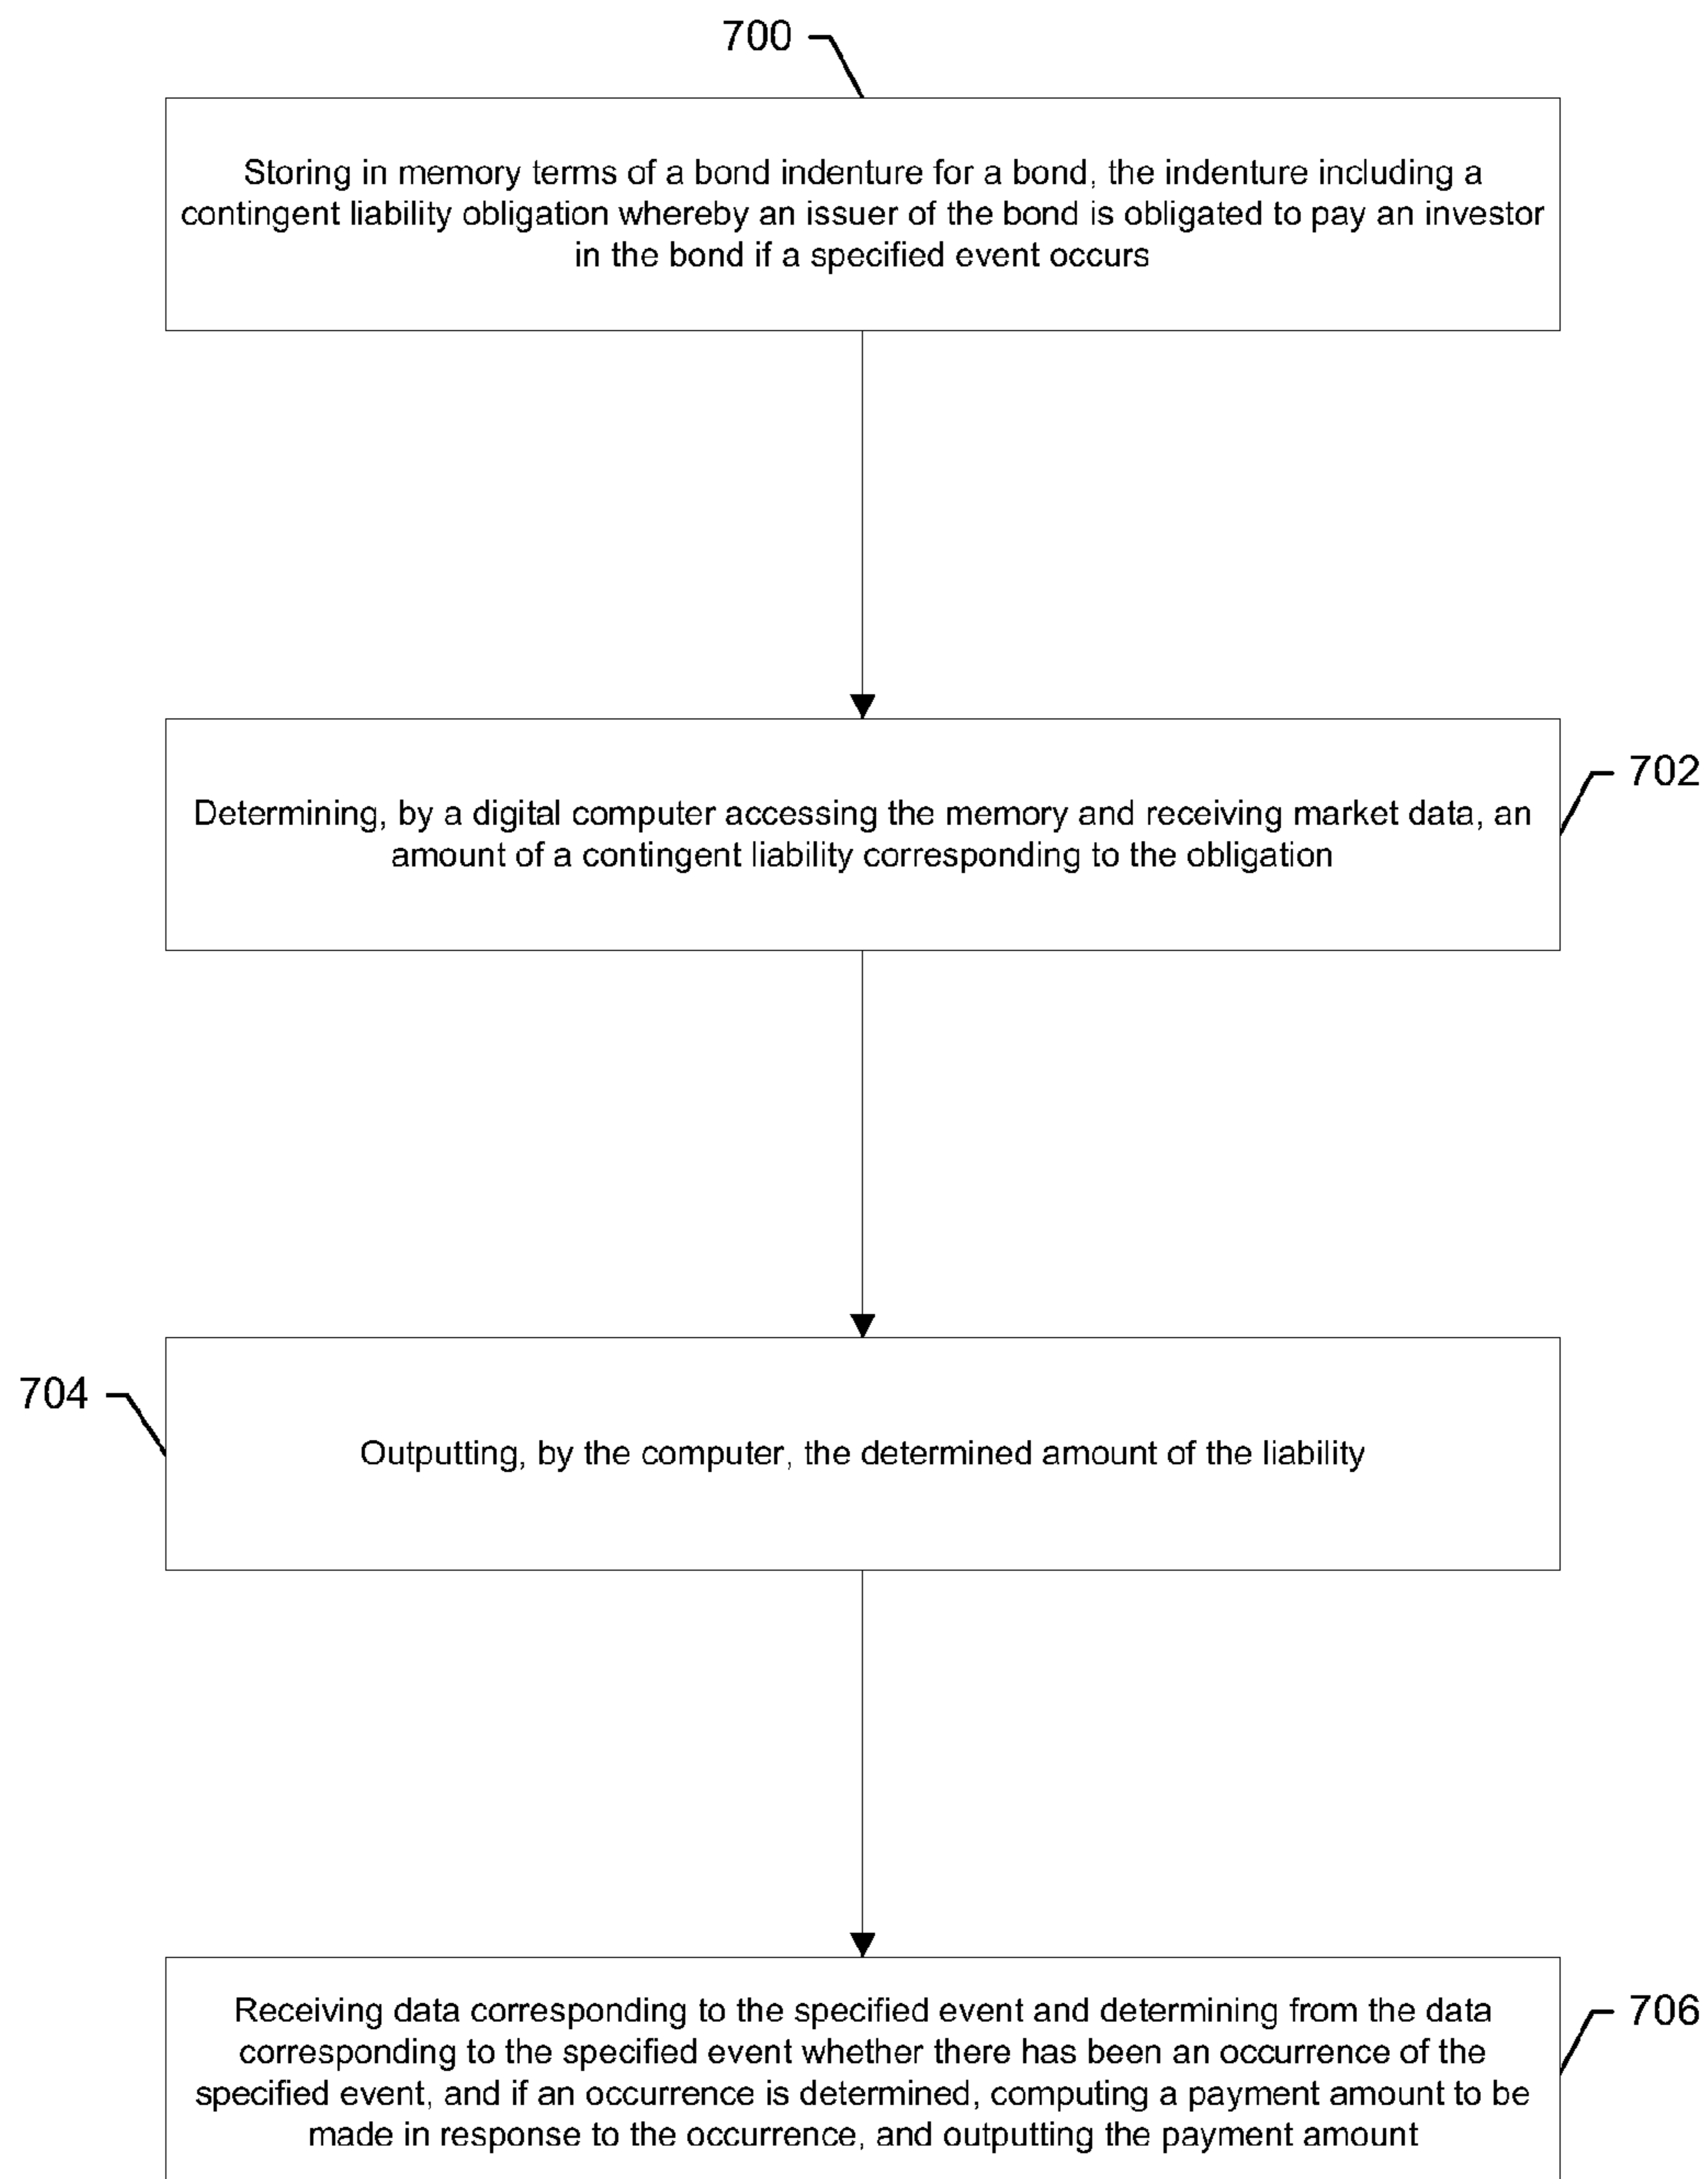 700
Storing in memory terms of a bond indenture for a bond, the indenture including a
contingent liability obligation whereby an issuer of the bond is obligated to pay an investor
in the bond if a specified event occurs
702
Determining, by a digital computer accessing the memory and receiving market data, an
amount of a contingent liability corresponding to the obligation
704
Outputting, by the computer, the determined amount of the liability
706
Receiving data corresponding to the specified event and determining from the data
corresponding to the specified event whether there has been an occurrence of the
specified event, and if an occurrence is determined, computing a payment amount to be
made in response to the occurrence, and outputting the payment amount